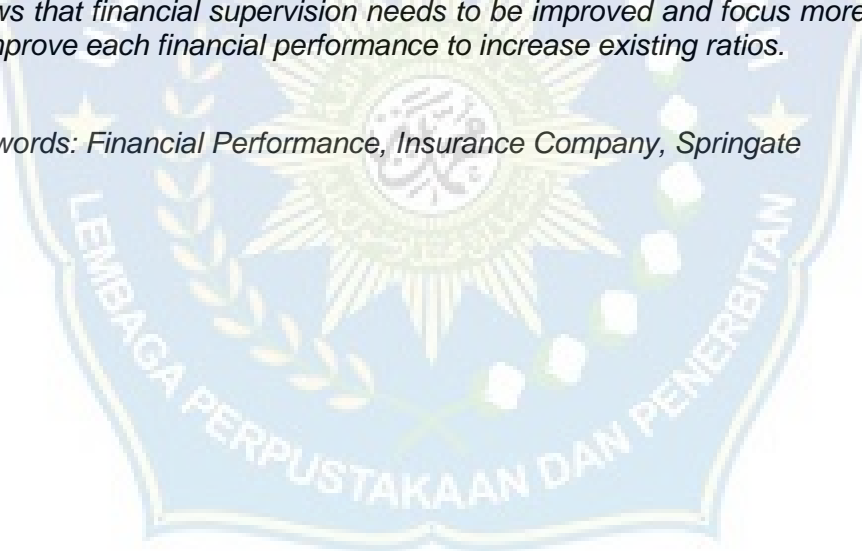 ws that financial supervision needs to be improved and focus more
mprove each financial performance to increase existing ratios.
words: Financial Performance, Insurance Company, Springate
LEMBAGA PERPUSTAKAAN DAN PENERBITAN